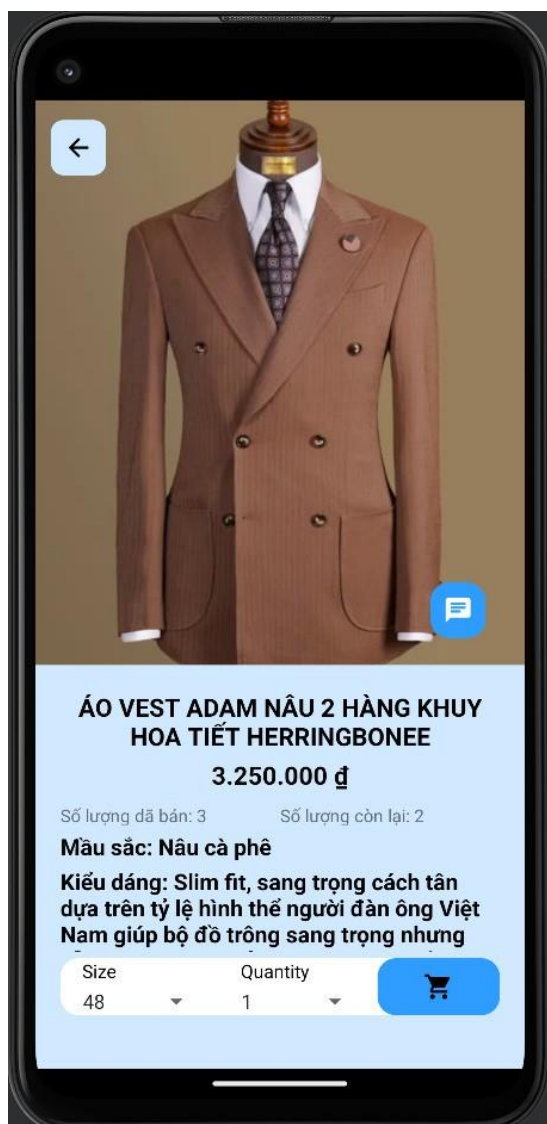 ÁO VEST ADAM NÂU 2 HÀNG KHUY
HOA TIẾT HERRINGBONEE
3.250.000 ₫
Số lượng dã bán: 3 Số lượng còn lại: 2
Mầu sắc: Nâu cà phê
Kiểu dáng: Slim fit, sang trọng cách tân
dựa trên tỷ lệ hình thể người đàn ông Việt
Nam giúp bộ đồ trông sang trọng nhưng
Size Quantity
48 1